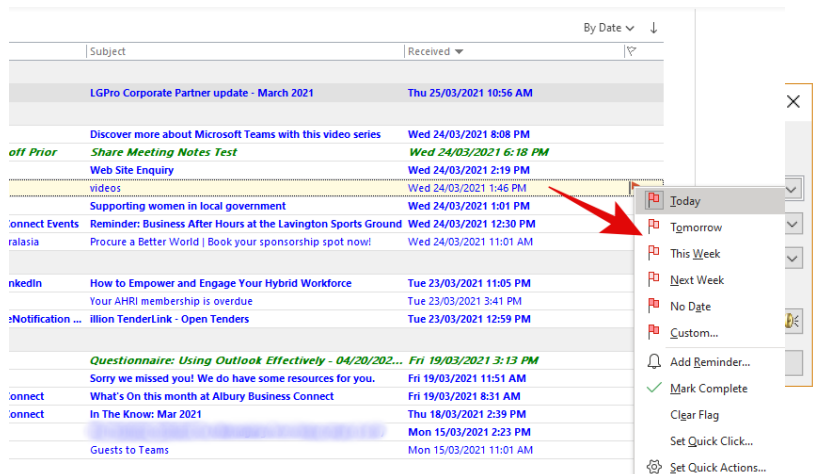 By Date
Subject Received
LGPro Corporate Partner update - March 2021 Thu 25/03/2021 10:56 AM
Discover more about Microsoft Teams with this video series Wed 24/03/2021 8:08 PM
off Prior Share Meeting Notes Test Wed 24/03/2021 6:18 PM
Web Site Enquiry Wed 24/03/2021 2:19 PM
videos Wed 24/03/2021 1:46 PM
Supporting women in local government Wed 24/03/2021 1:01 PM
Connect Events Reminder: Business After Hours at the Lavington Sports Ground Wed 24/03/2021 12:30 PM
ralasia Procure a Better World | Book your sponsorship spot now! Wed 24/03/2021 11:01 AM
nkedIn How to Empower and Engage Your Hybrid Workforce Tue 23/03/2021 11:05 PM
Your AHRI membership is overdue Tue 23/03/2021 3:41 PM
eNotification ... illion TenderLink - Open Tenders Tue 23/03/2021 12:59 PM
Questionnaire: Using Outlook Effectively - 04/20/202... Fri 19/03/2021 3:13 PM
Sorry we missed you! We do have some resources for you. Fri 19/03/2021 11:51 AM
Connect What's On this month at Albury Business Connect Fri 19/03/2021 8:31 AM
Connect In The Know: Mar 2021 Thu 18/03/2021 2:39 PM
Mon 15/03/2021 2:23 PM
Guests to Teams Mon 15/03/2021 11:01 AM
Today
Tomorrow
This Week
Next Week
No Date
Custom...
Add Reminder...
Mark Complete
Clear Flag
Set Quick Click...
Set Quick Actions...